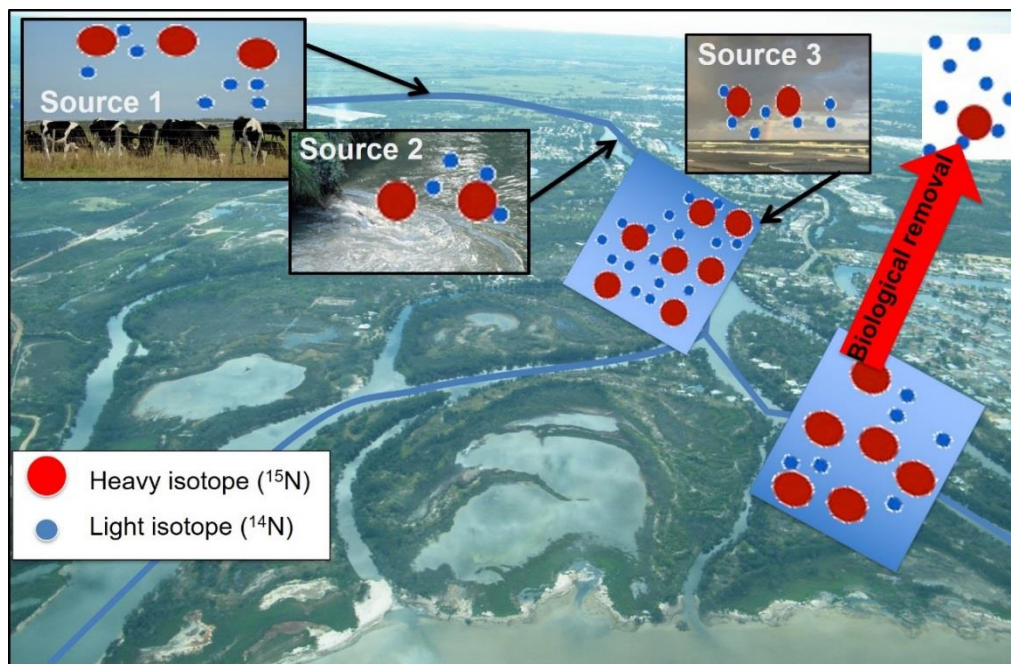 Source 1
Source 2
Source 3
Biological removal
Heavy isotope (¹⁵N)
Light isotope (¹⁴N)